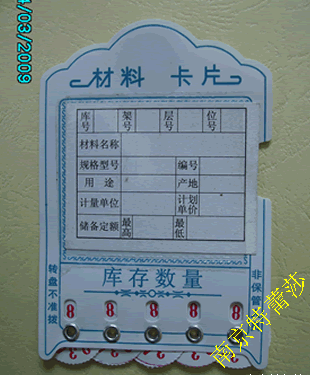 4/03/2009
材料 卡片
库号 架号 层号 位号
材料名称
规格型号 编号
用途 产地
计量单位 计划单价
储备定额 最高 最低
库存数量
转盘不准拨
非保管
8 8 8 8 8
南京特蕾莎